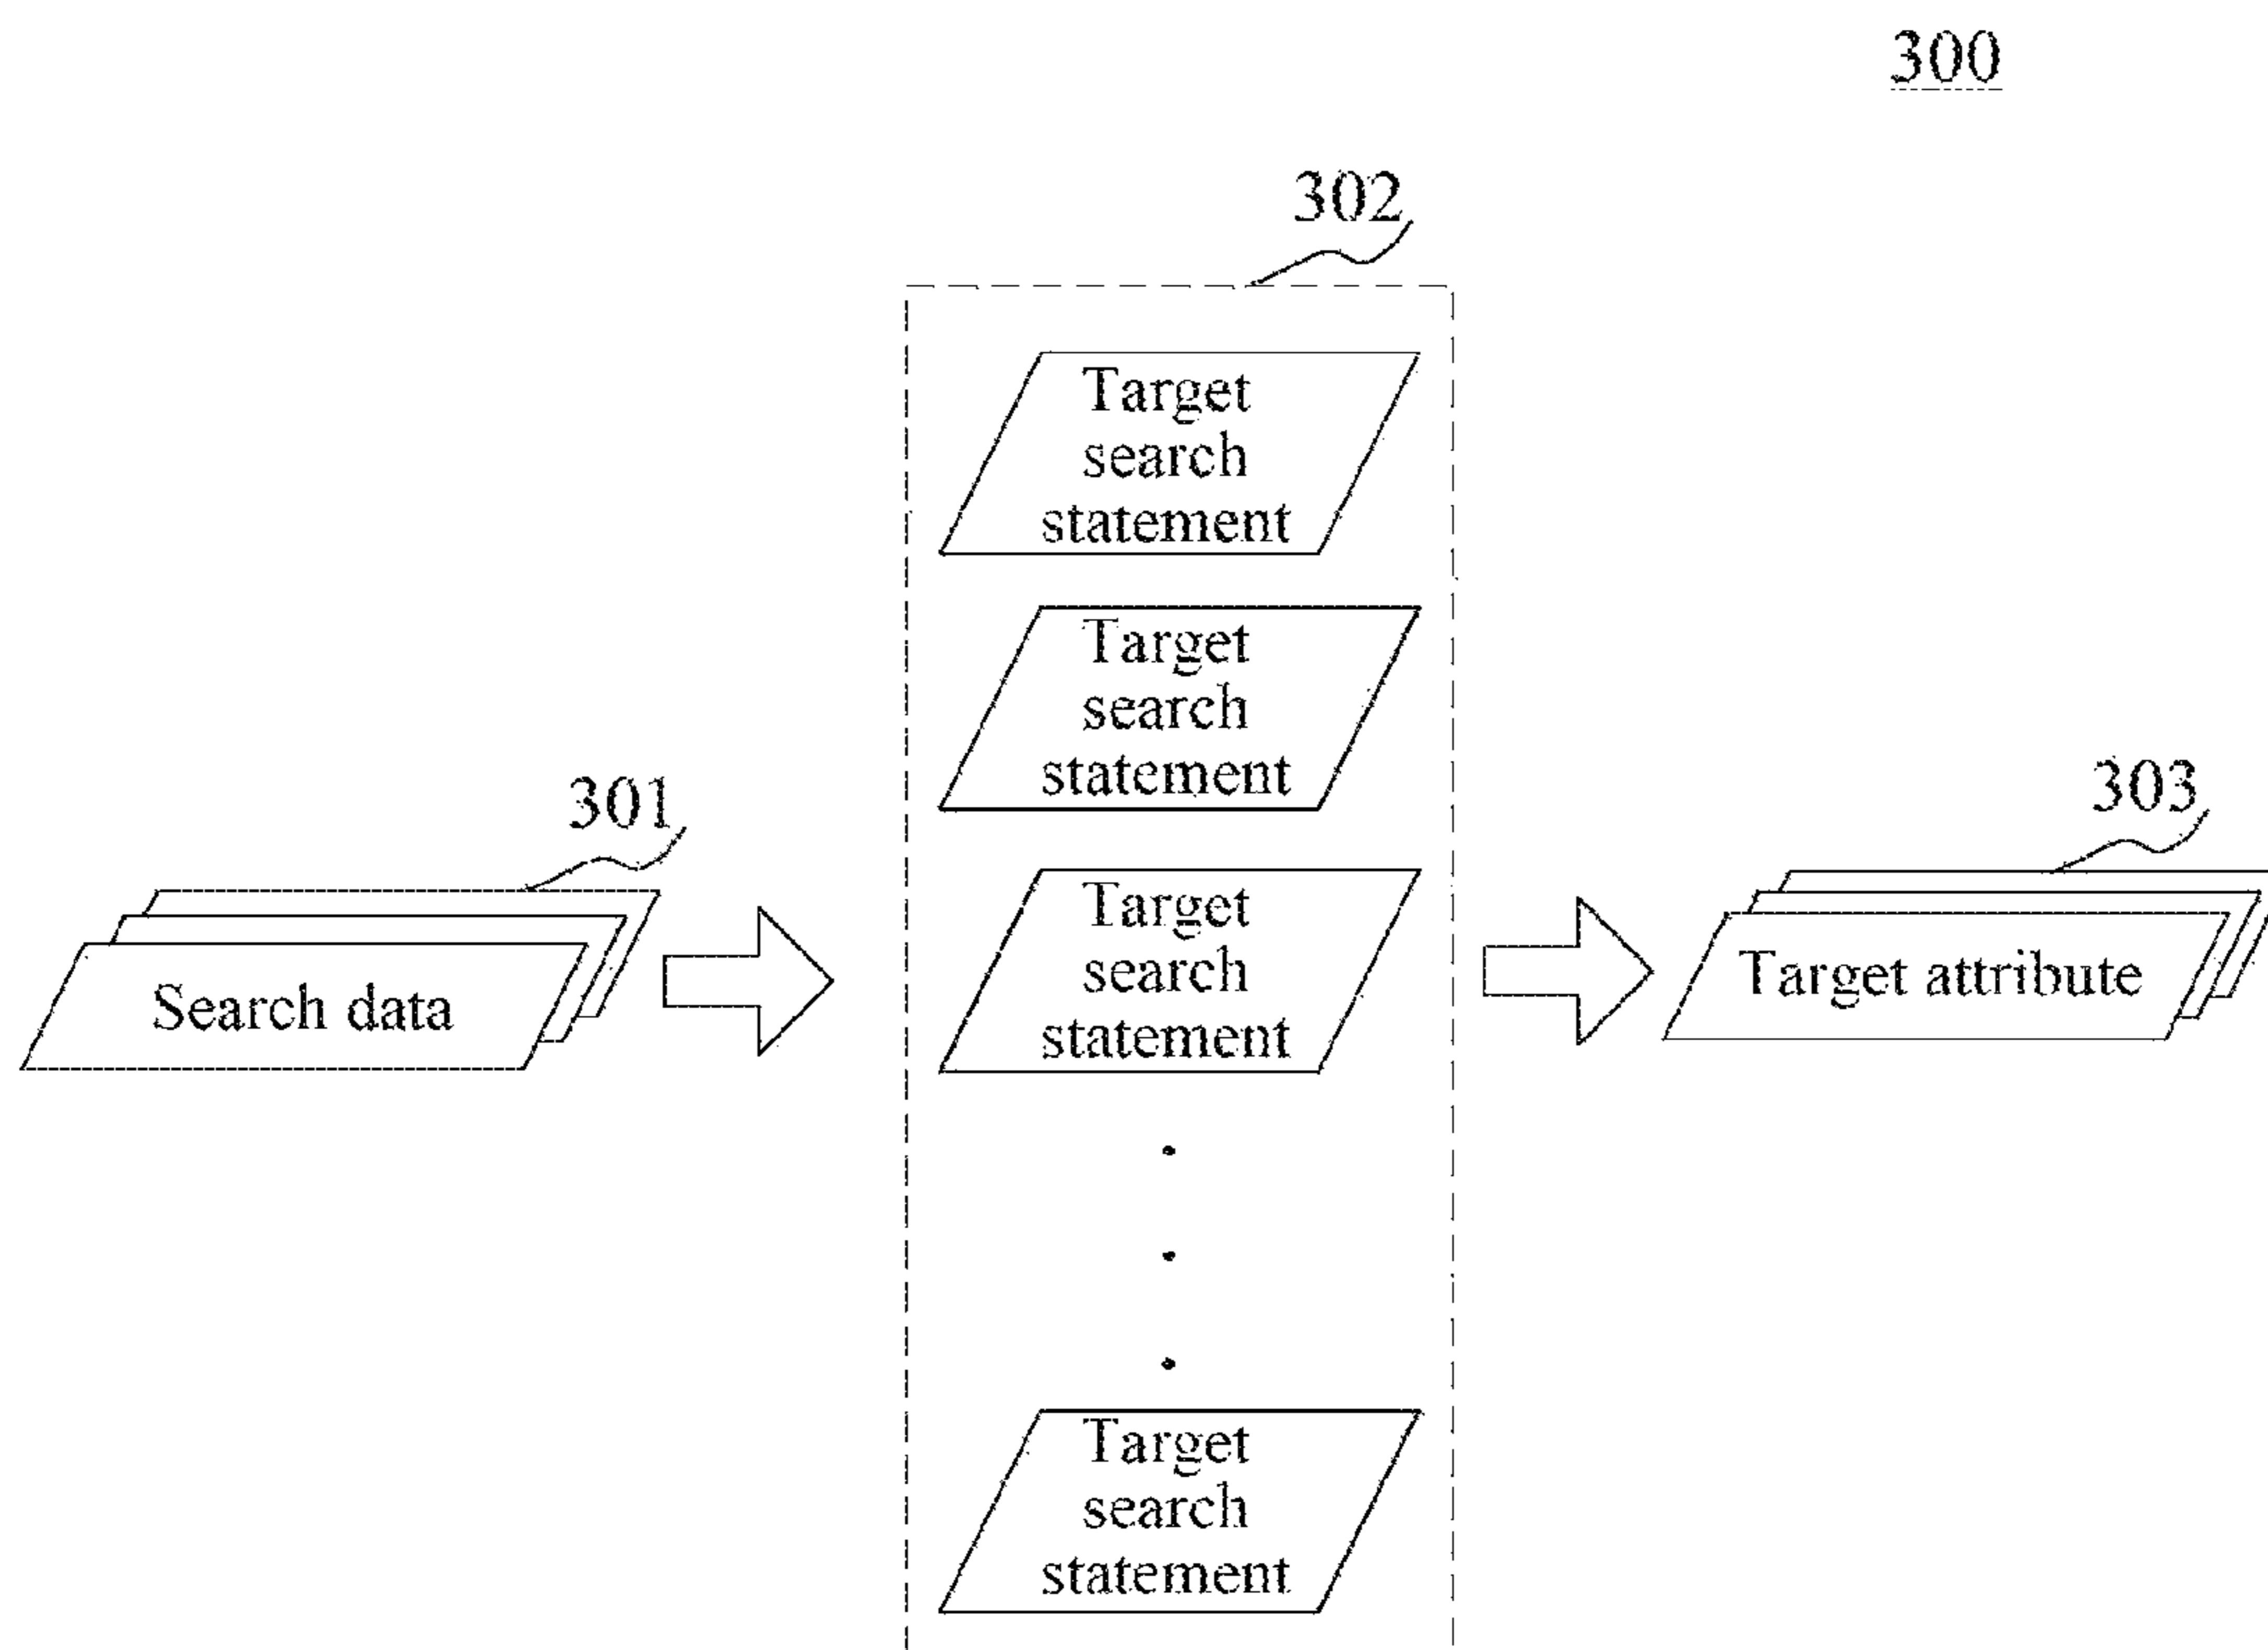 300
302
Target
search
statement
Target
search
statement
301
303
Target
search
statement
Search data
Target attribute
Target
search
statement